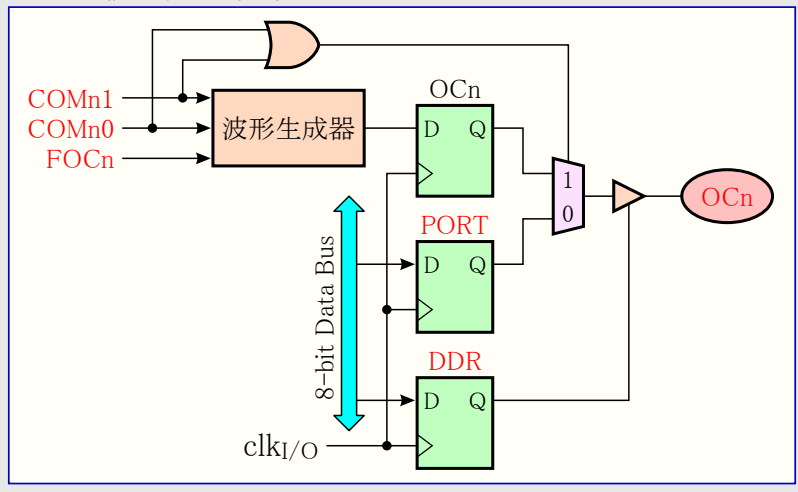 COMn1
COMn0
FOCn
波形生成器
OCn
D Q
1
0
OCn
PORT
D Q
8-bit Data Bus
DDR
D Q
clkI/O